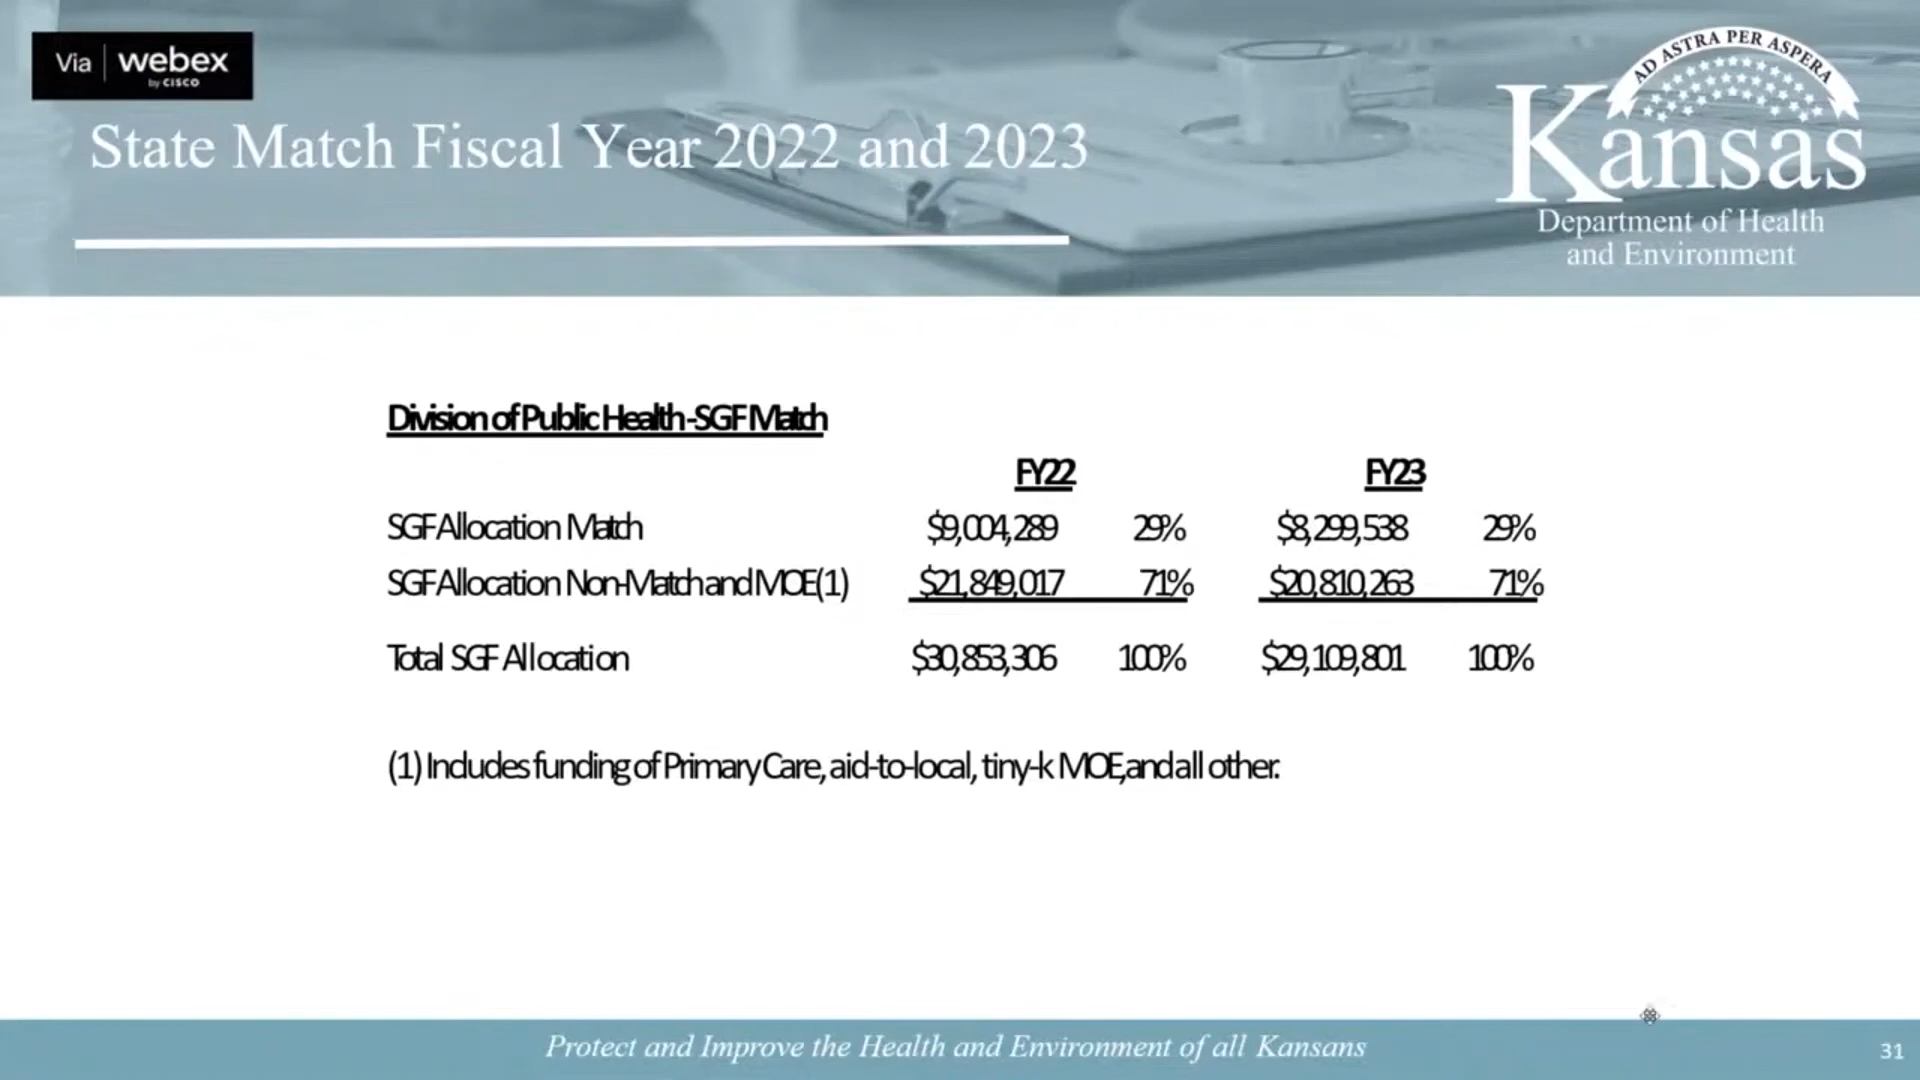 Via webex
by CISCO
AD ASTRA PER ASPERA
Kansas
Department of Health
and Environment
State Match Fiscal Year 2022 and 2023
Division of Public Health - SGF Match
FY22 FY23
SGF Allocation Match $9,004,289 29% $8,299,538 29%
SGF Allocation Non-Match and MOE(1) $21,849,017 71% $20,810,263 71%
Total SGF Allocation $30,853,306 100% $29,109,801 100%
(1) Includes funding of Primary Care, aid-to-local, tiny-k MOE, and all other.
Protect and Improve the Health and Environment of all Kansans
31